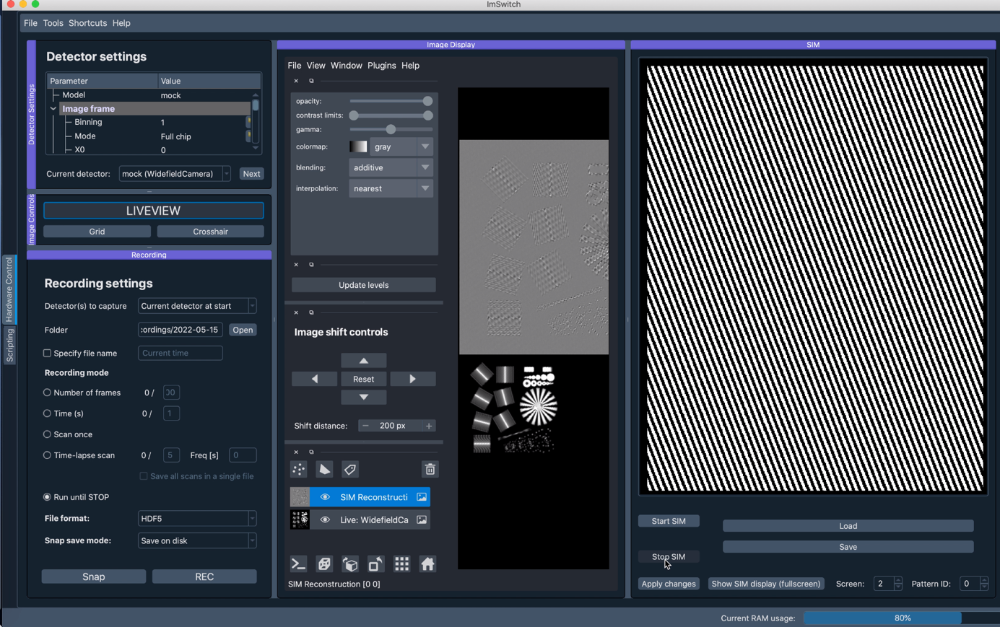 ImSwitch
File Tools Shortcuts Help
Detector Settings
Detector settings
Parameter Value
Model mock
Image frame
Binning 1
Mode Full chip
X0 0
Current detector: mock (WidefieldCamera) Next
Image Controls
LIVEVIEW
Grid Crosshair
Hardware Control
Scripting
Recording
Recording settings
Detector(s) to capture Current detector at start
Folder :ordings/2022-05-15 Open
Specify file name Current time
Recording mode
Number of frames 0 / 00
Time (s) 0 / 1
Scan once
Time-lapse scan 0 / 5 Freq [s] 0
Save all scans in a single file
Run until STOP
File format: HDF5
Snap save mode: Save on disk
Snap REC
Image Display
File View Window Plugins Help
opacity:
contrast limits:
gamma:
colormap: gray
blending: additive
interpolation: nearest
Update levels
Image shift controls
Reset
Shift distance: − 200 px +
SIM Reconstructi
Live: WidefieldCa
SIM Reconstruction [0 0]
SIM
Start SIM
Load
Save
Stop SIM
Apply changes Show SIM display (fullscreen) Screen: 2 Pattern ID: 0
Current RAM usage: 80%